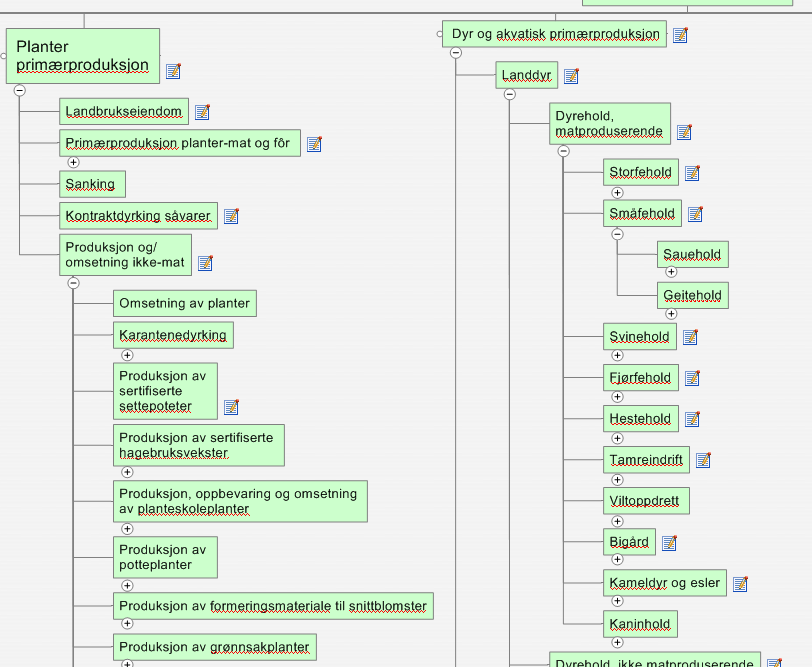 Planter
primærproduksjon
Landbrukseiendom
Primærproduksjon planter-mat og fôr
Sanking
Kontraktdyrking såvarer
Produksjon og/
omsetning ikke-mat
Omsetning av planter
Karantenedyrking
Produksjon av
sertifiserte
settepoteter
Produksjon av sertifiserte
hagebruksvekster
Produksjon, oppbevaring og omsetning
av planteskoleplanter
Produksjon av
potteplanter
Produksjon av formeringsmateriale til snittblomster
Produksjon av grønnsakplanter
Dyr og akvatisk primærproduksjon
Landdyr
Dyrehold,
matproduserende
Storfehold
Småfehold
Sauehold
Geitehold
Svinehold
Fjørfehold
Hestehold
Tamreindrift
Viltoppdrett
Bigård
Kameldyr og esler
Kaninhold
Dyrehold, ikke matproduserende